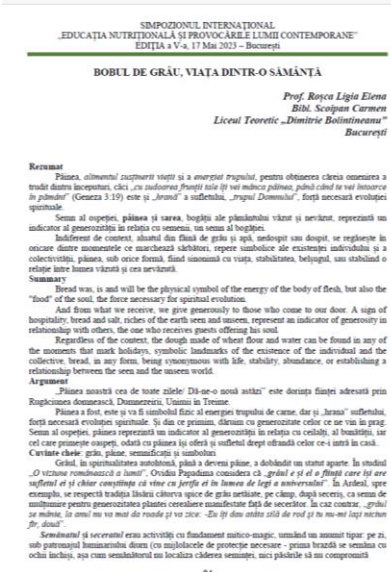 SIMPOZIONUL INTERNAȚIONAL
„EDUCAȚIA NUTRIȚIONALĂ ȘI PROVOCĂRILE LUMII CONTEMPORANE”
EDIȚIA a V-a, 17 Mai 2023 – București
BOBUL DE GRÂU, VIAȚA DINTR-O SĂMÂNȚĂ
Prof. Roșca Ligia Elena
Bibl. Scoipan Carmen
Liceul Teoretic „Dimitrie Bolintineanu”
București
Rezumat
Pâinea, alimentul susținerii vieții și a energiei trupului, pentru obținerea căreia omenirea a
trudit dintru începuturi, căci „cu sudoarea frunții tale îți vei mânca pâinea, până când te vei întoarce
în pământ” (Geneza 3:19) este și „hrană” a sufletului, „trupul Domnului”, forță necesară evoluției
spirituale.
Semn al ospeției, pâinea și sarea, bogății ale pământului văzut și nevăzut, reprezintă un
indicator al generozității în relația cu semenii, un semn al bogăției.
Indiferent de context, aluatul din făină de grâu și apă, nedospit sau dospit, se regăsește în
oricare dintre momentele ce marchează sărbători, repere simbolice ale existenței individului și a
colectivității, pâinea, sub orice formă, fiind sinonimă cu viața, stabilitatea, belșugul, sau stabilind o
relație între lumea văzută și cea nevăzută.
Summary
Bread was, is and will be the physical symbol of the energy of the body of flesh, but also the
“food” of the soul, the force necessary for spiritual evolution.
And from what we receive, we give generously to those who come to our door. A sign of
hospitality, bread and salt, riches of the earth seen and unseen, represent an indicator of generosity in
relationship with others, the one who receives guests offering his soul.
Regardless of the context, the dough made of wheat flour and water can be found in any of
the moments that mark holidays, symbolic landmarks of the existence of the individual and the
collective, bread, in any form, being synonymous with life, stability, abundance, or establishing a
relationship between the seen and the unseen world.
Argument
„Pâinea noastră cea de toate zilele/ Dă-ne-o nouă astăzi” este dorința ființei adresată prin
Rugăciunea domnească, Dumnezeirii, Unimii în Treime.
Pâinea a fost, este și va fi simbolul fizic al energiei trupului de carne, dar și „hrana” sufletului,
forță necesară evoluției spirituale. Și din ce primim, dăruim cu generozitate celor ce ne vin în prag.
Semn al ospeției, pâinea reprezintă un indicator al generozității în relația cu ceilalți, al bunătății, iar
cel care primește oaspeți, odată cu pâinea își oferă și sufletul drept ofrandă celor ce-i intră în casă.
Cuvinte cheie: grâu, pâine, semnificații și simboluri
Grâul, în spiritualitatea autohtonă, până a deveni pâine, a dobândit un statut aparte. În studiul
„O viziune românească a lumii”, Ovidiu Papadima consideră că „grâul e și el o ființă care își are
sufletul ei și chiar conștiința că vine cu jertfa ei în lumea de legi a universului”. În Ardeal, spre
exemplu, se respectă tradiția lăsării câtorva spice de grâu netăiate, pe câmp, după seceriș, ca semn de
mulțumire pentru generozitatea plantei cerealiere manifestate față de secerător. În caz contrar, „grâul
se mânie, la anul nu va mai da roade și va zice: -Eu îți dau atâta zilă de rod și tu nu-mi lași niciun
fir, două”.
Semănatul și seceratul erau activități cu fundament mitico-magic, urmând un anumit tipar: pe zi,
sub patronajul luminariului diurn (cu mijloacele de protecție necesare – prima brazdă se semăna cu
ochii închiși, așa cum semănătorul nu localiza căderea seminței, nici păsările să nu compromită